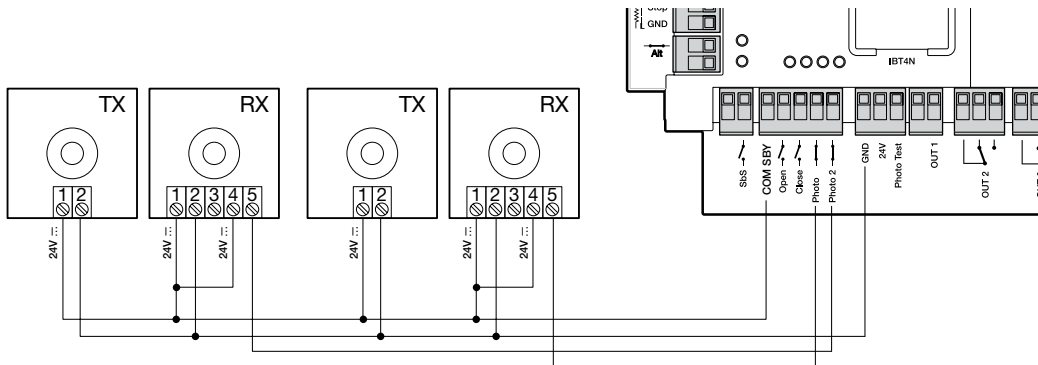 Stop
GND
Alt
IBT4N
TX
RX
TX
RX
1 2
1 2 3 4 5
1 2
1 2 3 4 5
24V
24V
24V
24V
24V
24V
SbS
COM SBY
Open
Close
Photo
Photo 2
GND
24V
Photo Test
OUT 1
OUT 2